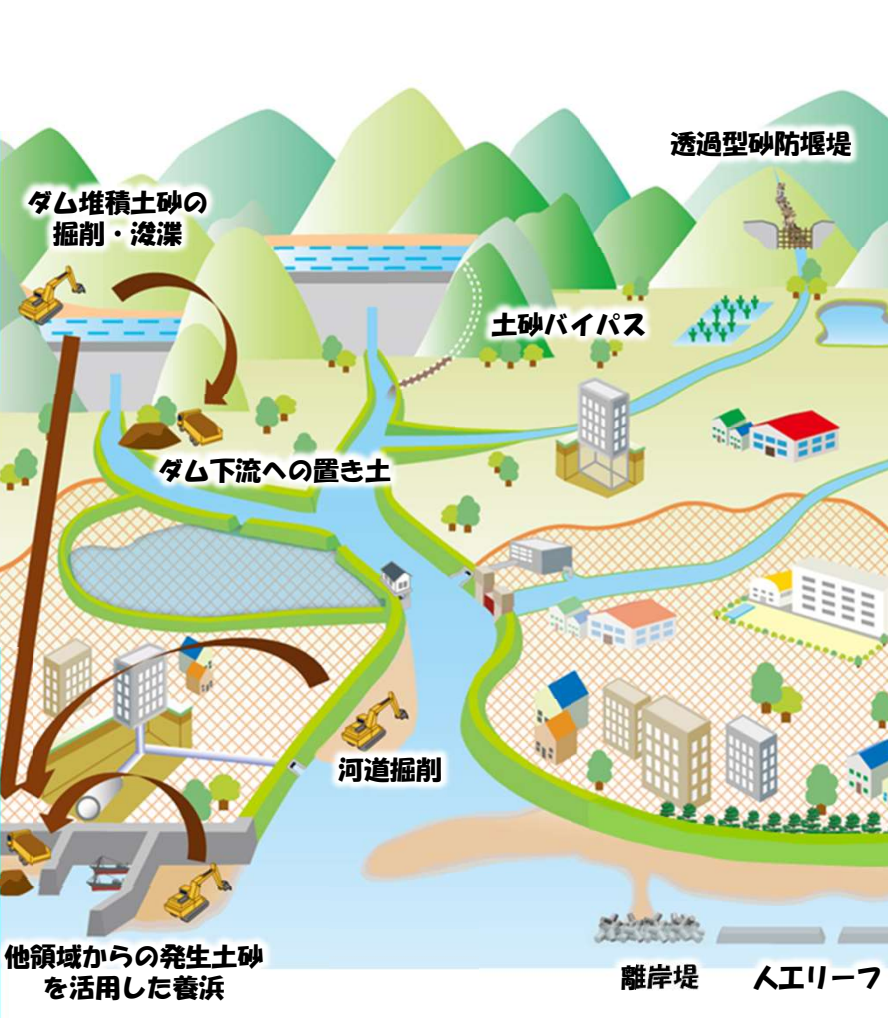 透過型砂防堰堤
ダム堆積土砂の
掘削・浚渫
土砂バイパス
ダム下流への置き土
河道掘削
他領域からの発生土砂
を活用した養浜
離岸堤
人工リーフ